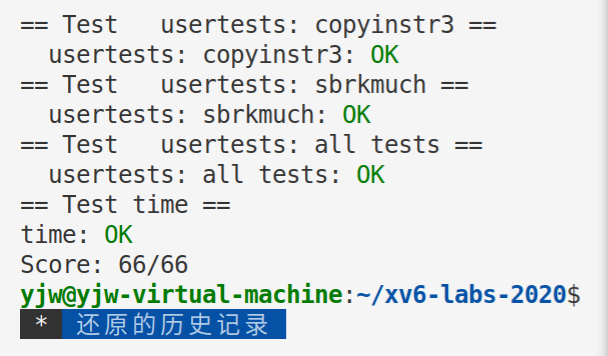 == Test   usertests: copyinstr3 ==
  usertests: copyinstr3: OK
== Test   usertests: sbrkmuch ==
  usertests: sbrkmuch: OK
== Test   usertests: all tests ==
  usertests: all tests: OK
== Test time ==
time: OK
Score: 66/66
yjw@yjw-virtual-machine:~/xv6-labs-2020$
* 还原的历史记录